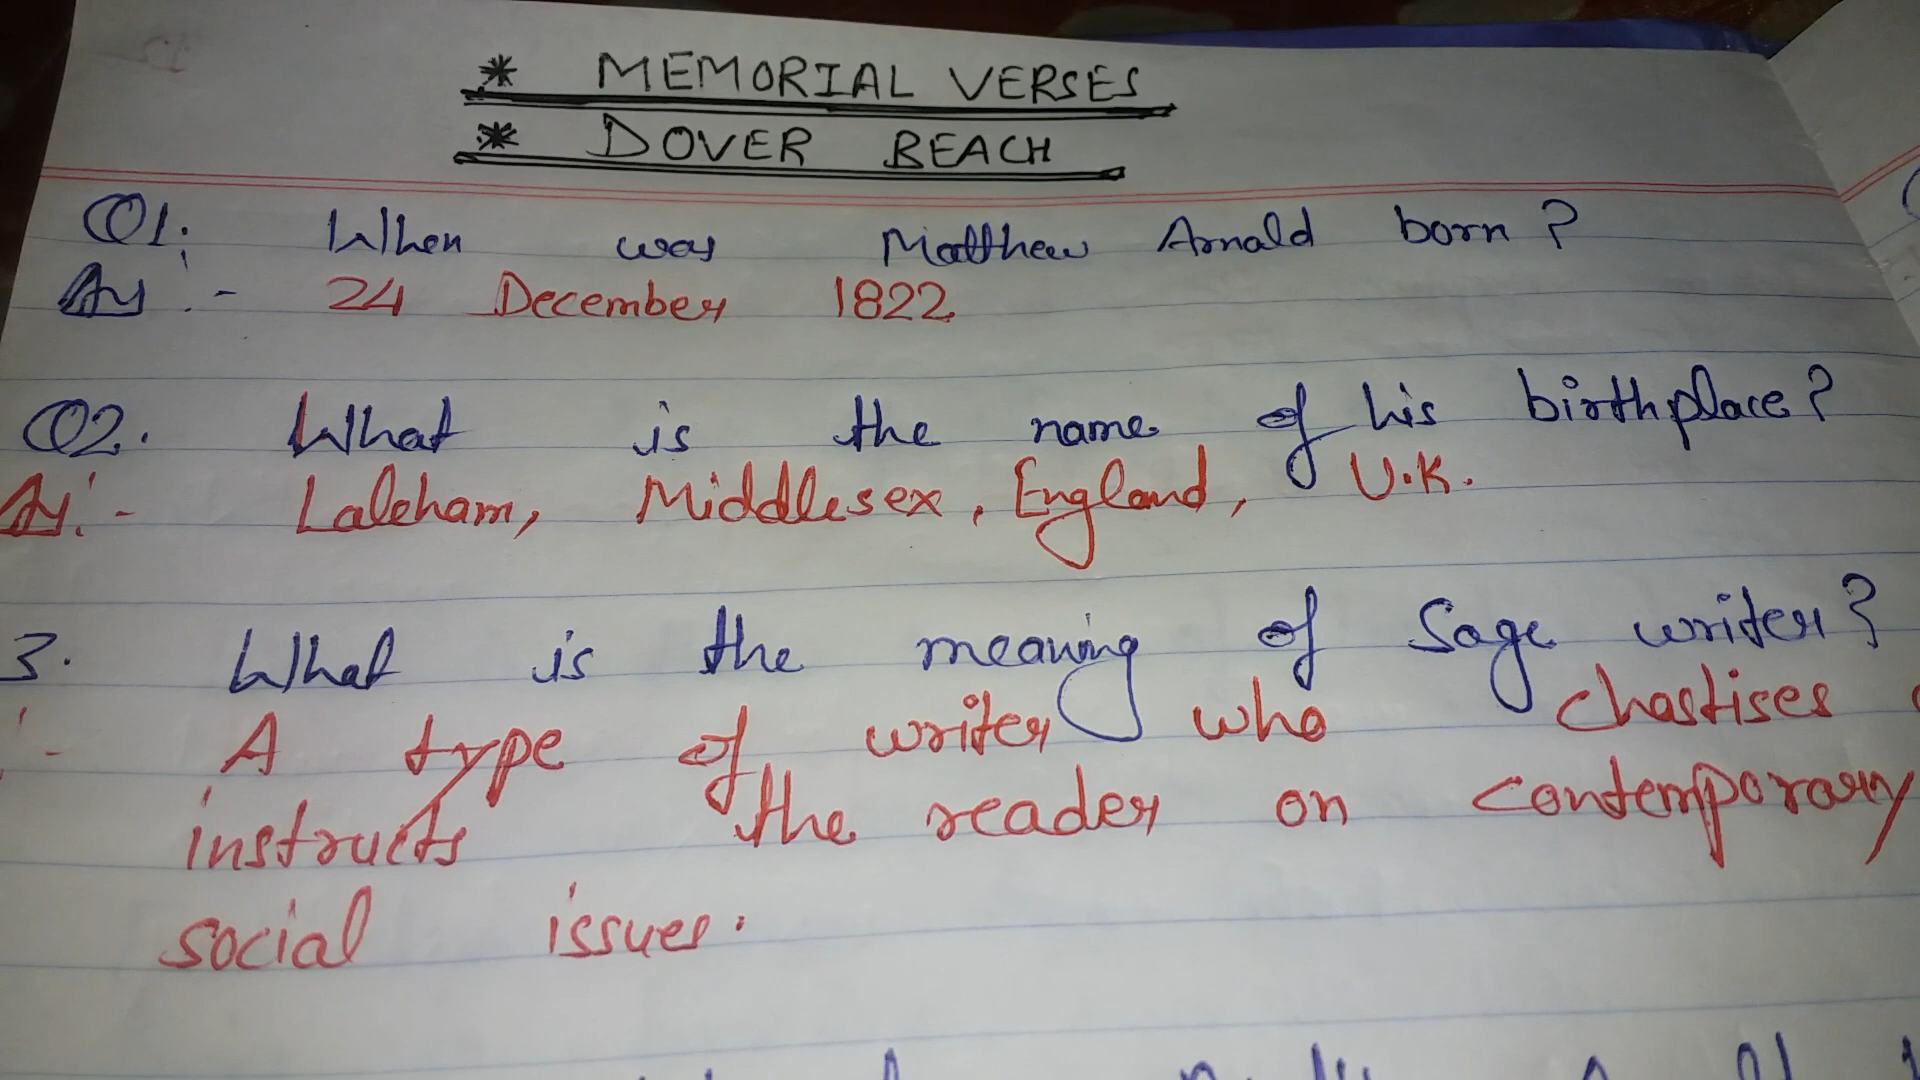 * MEMORIAL VERSES
* DOVER BEACH
Q1. When was Matthew Arnald born?
Ans:- 24 December 1822
Q2. What is the name of his birthplace?
Ans:- Laleham, Middlesex, England, U.K.
3. What is the meaning of Sage writer?
:- A type of writer who chastises
instructs the reader on contemporary
social issues.